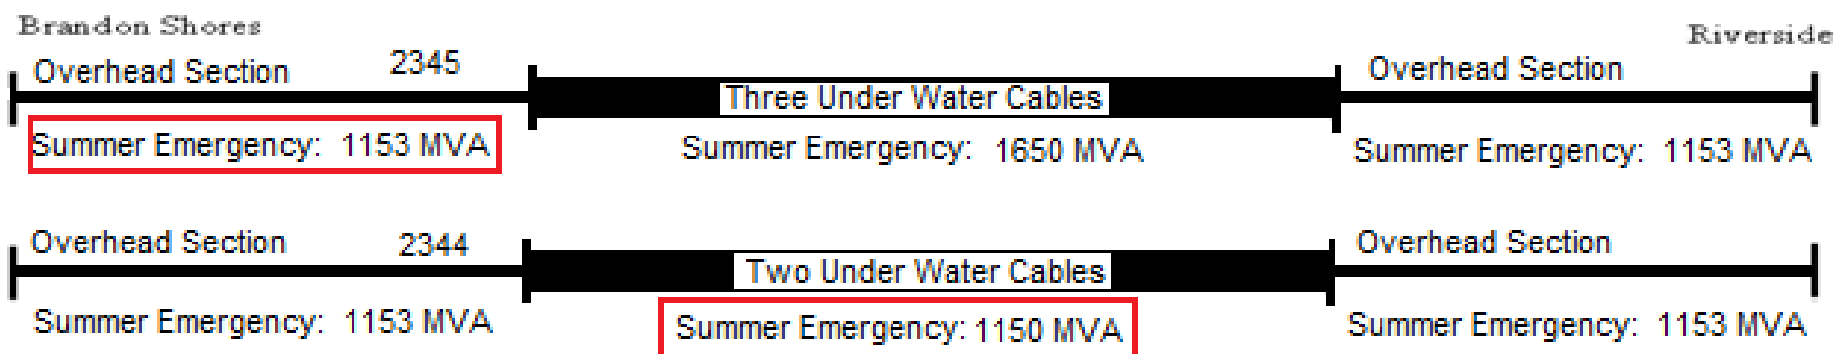 Brandon Shores
Riverside
Overhead Section 2345 Overhead Section
Three Under Water Cables
Summer Emergency: 1153 MVA Summer Emergency: 1650 MVA Summer Emergency: 1153 MVA
Overhead Section 2344 Overhead Section
Two Under Water Cables
Summer Emergency: 1153 MVA Summer Emergency: 1150 MVA Summer Emergency: 1153 MVA